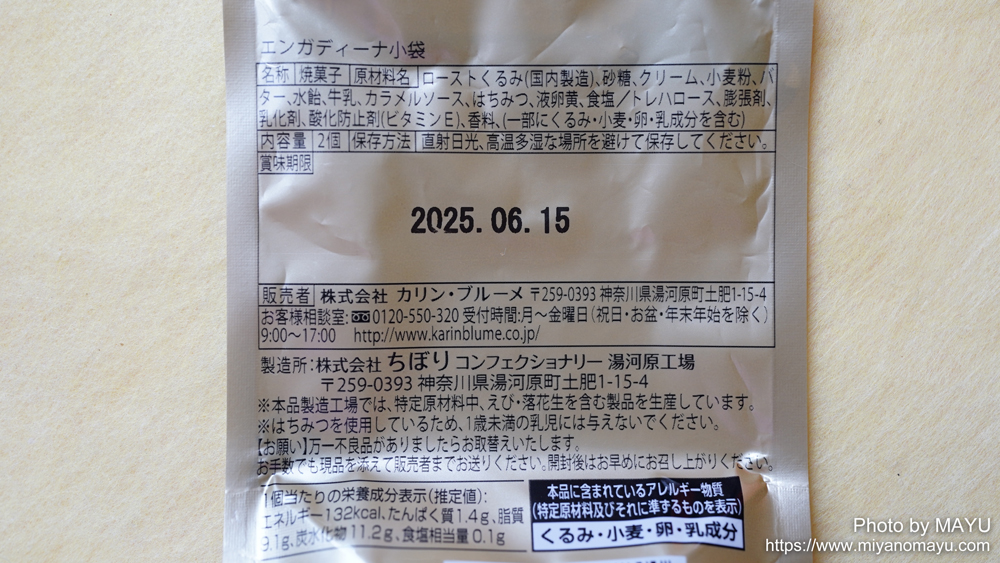 エンガディーナ小袋
名称 焼菓子 原材料名 ローストくるみ(国内製造)、砂糖、クリーム、小麦粉、バ
ター、水飴、牛乳、カラメルソース、はちみつ、液卵黄、食塩／トレハロース、膨張剤、
乳化剤、酸化防止剤(ビタミンE)、香料、(一部にくるみ・小麦・卵・乳成分を含む)
内容量 2個 保存方法 直射日光、高温多湿な場所を避けて保存してください。
賞味期限
2025.06.15
販売者 株式会社 カリン・ブルーメ 〒259-0393 神奈川県湯河原町土肥1-15-4
お客様相談室:0120-550-320 受付時間:月～金曜日(祝日・お盆・年末年始を除く)
9:00～17:00 http://www.karinblume.co.jp/
製造所:株式会社 ちぼり コンフェクショナリー 湯河原工場
〒259-0393 神奈川県湯河原町土肥1-15-4
※本品製造工場では、特定原材料中、えび・落花生を含む製品を生産しています。
※はちみつを使用しているため、1歳未満の乳児には与えないでください。
【お願い】万一不良品がありましたらお取替えいたします。
お手数でも現品を添えて販売者までお送りください。開封後はお早めにお召し上がりください。
1個当たりの栄養成分表示(推定値):
エネルギー132kcal、たんぱく質1.4g、脂質
9.1g、炭水化物11.2g、食塩相当量0.1g
本品に含まれているアレルギー物質
(特定原材料及びそれに準ずるものを表示)
くるみ・小麦・卵・乳成分
Photo by MAYU
https://www.miyanomayu.com/